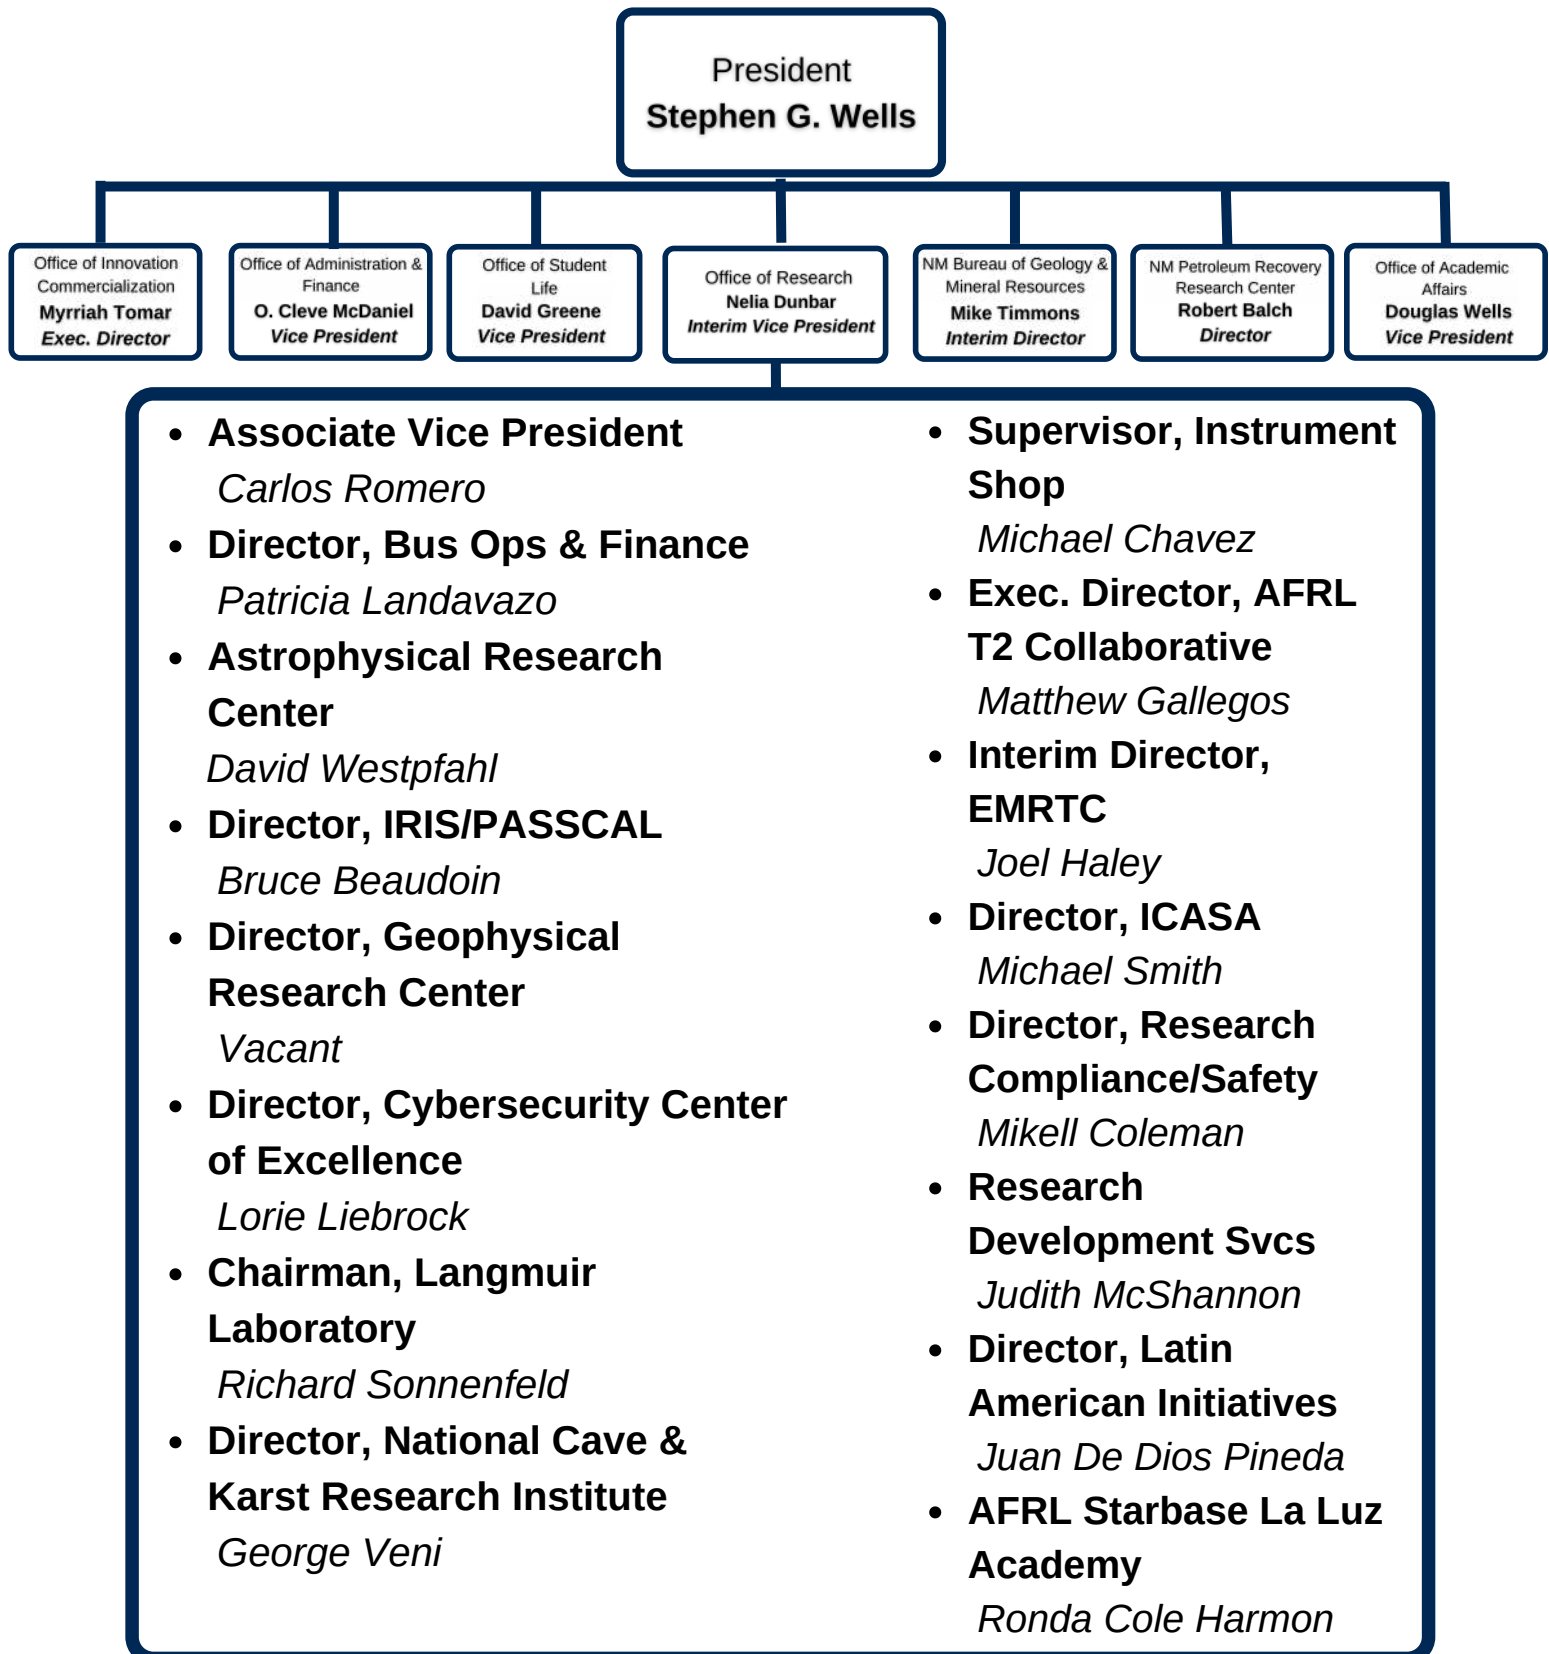 President
Stephen G. Wells
Office of Innovation
Commercialization
Myrriah Tomar
Exec. Director
Office of Administration &
Finance
O. Cleve McDaniel
Vice President
Office of Student
Life
David Greene
Vice President
Office of Research
Nelia Dunbar
Interim Vice President
NM Bureau of Geology &
Mineral Resources
Mike Timmons
Interim Director
NM Petroleum Recovery
Research Center
Robert Balch
Director
Office of Academic
Affairs
Douglas Wells
Vice President
• Associate Vice President
Carlos Romero
• Director, Bus Ops & Finance
Patricia Landavazo
• Astrophysical Research
Center
David Westpfahl
• Director, IRIS/PASSCAL
Bruce Beaudoin
• Director, Geophysical
Research Center
Vacant
• Director, Cybersecurity Center
of Excellence
Lorie Liebrock
• Chairman, Langmuir
Laboratory
Richard Sonnenfeld
• Director, National Cave &
Karst Research Institute
George Veni
• Supervisor, Instrument
Shop
Michael Chavez
• Exec. Director, AFRL
T2 Collaborative
Matthew Gallegos
• Interim Director,
EMRTC
Joel Haley
• Director, ICASA
Michael Smith
• Director, Research
Compliance/Safety
Mikell Coleman
• Research
Development Svcs
Judith McShannon
• Director, Latin
American Initiatives
Juan De Dios Pineda
• AFRL Starbase La Luz
Academy
Ronda Cole Harmon